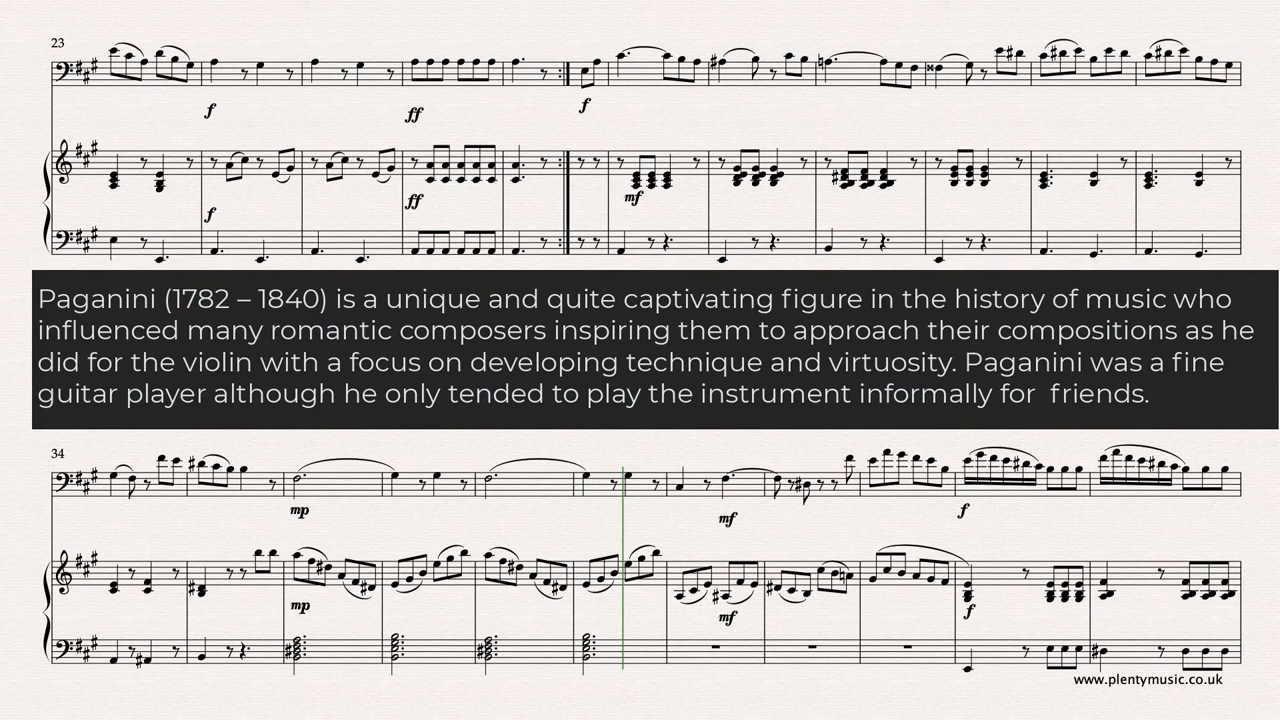 23
f
ff
f
mf
f
ff
Paganini (1782 – 1840) is a unique and quite captivating figure in the history of music who
influenced many romantic composers inspiring them to approach their compositions as he
did for the violin with a focus on developing technique and virtuosity. Paganini was a fine
guitar player although he only tended to play the instrument informally for friends.
34
mp
mf
f
mp
mf
f
www.plentymusic.co.uk